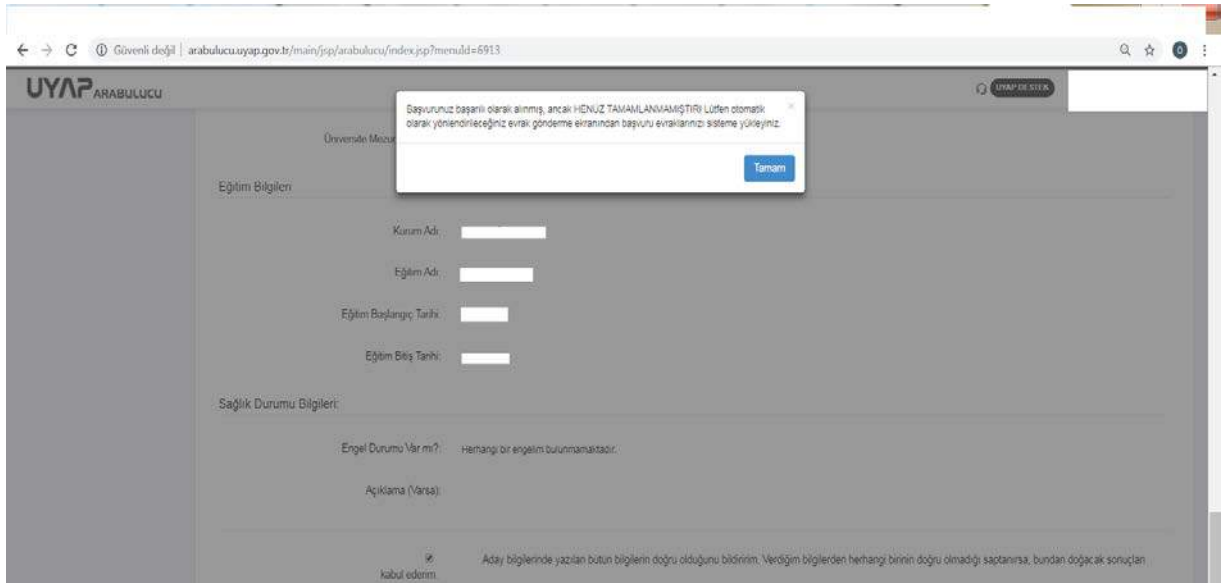 Güvenli değil | arabulucu.uyap.gov.tr/main/jsp/arabulucu/index.jsp?menuId=6913
UYAP ARABULUCU
UYAP DESTEK
Başvurunuz başarılı olarak alınmış, ancak HENÜZ TAMAMLANMAMIŞTIR! Lütfen otomatik
olarak yönlendirileceğiniz evrak gönderme ekranından başvuru evraklarınızı sisteme yükleyiniz.
Tamam
Üniversite Mezun
Eğitim Bilgileri
Kurum Adı:
Eğitim Adı:
Eğitim Başlangıç Tarihi:
Eğitim Bitiş Tarihi:
Sağlık Durumu Bilgileri:
Engel Durumu Var mı?: Herhangi bir engelim bulunmamaktadır.
Açıklama (Varsa):
Aday bilgilerinde yazılan bütün bilgilerin doğru olduğunu bildiririm. Verdiğim bilgilerden herhangi birinin doğru olmadığı saptanırsa, bundan doğacak sonuçları
kabul ederim